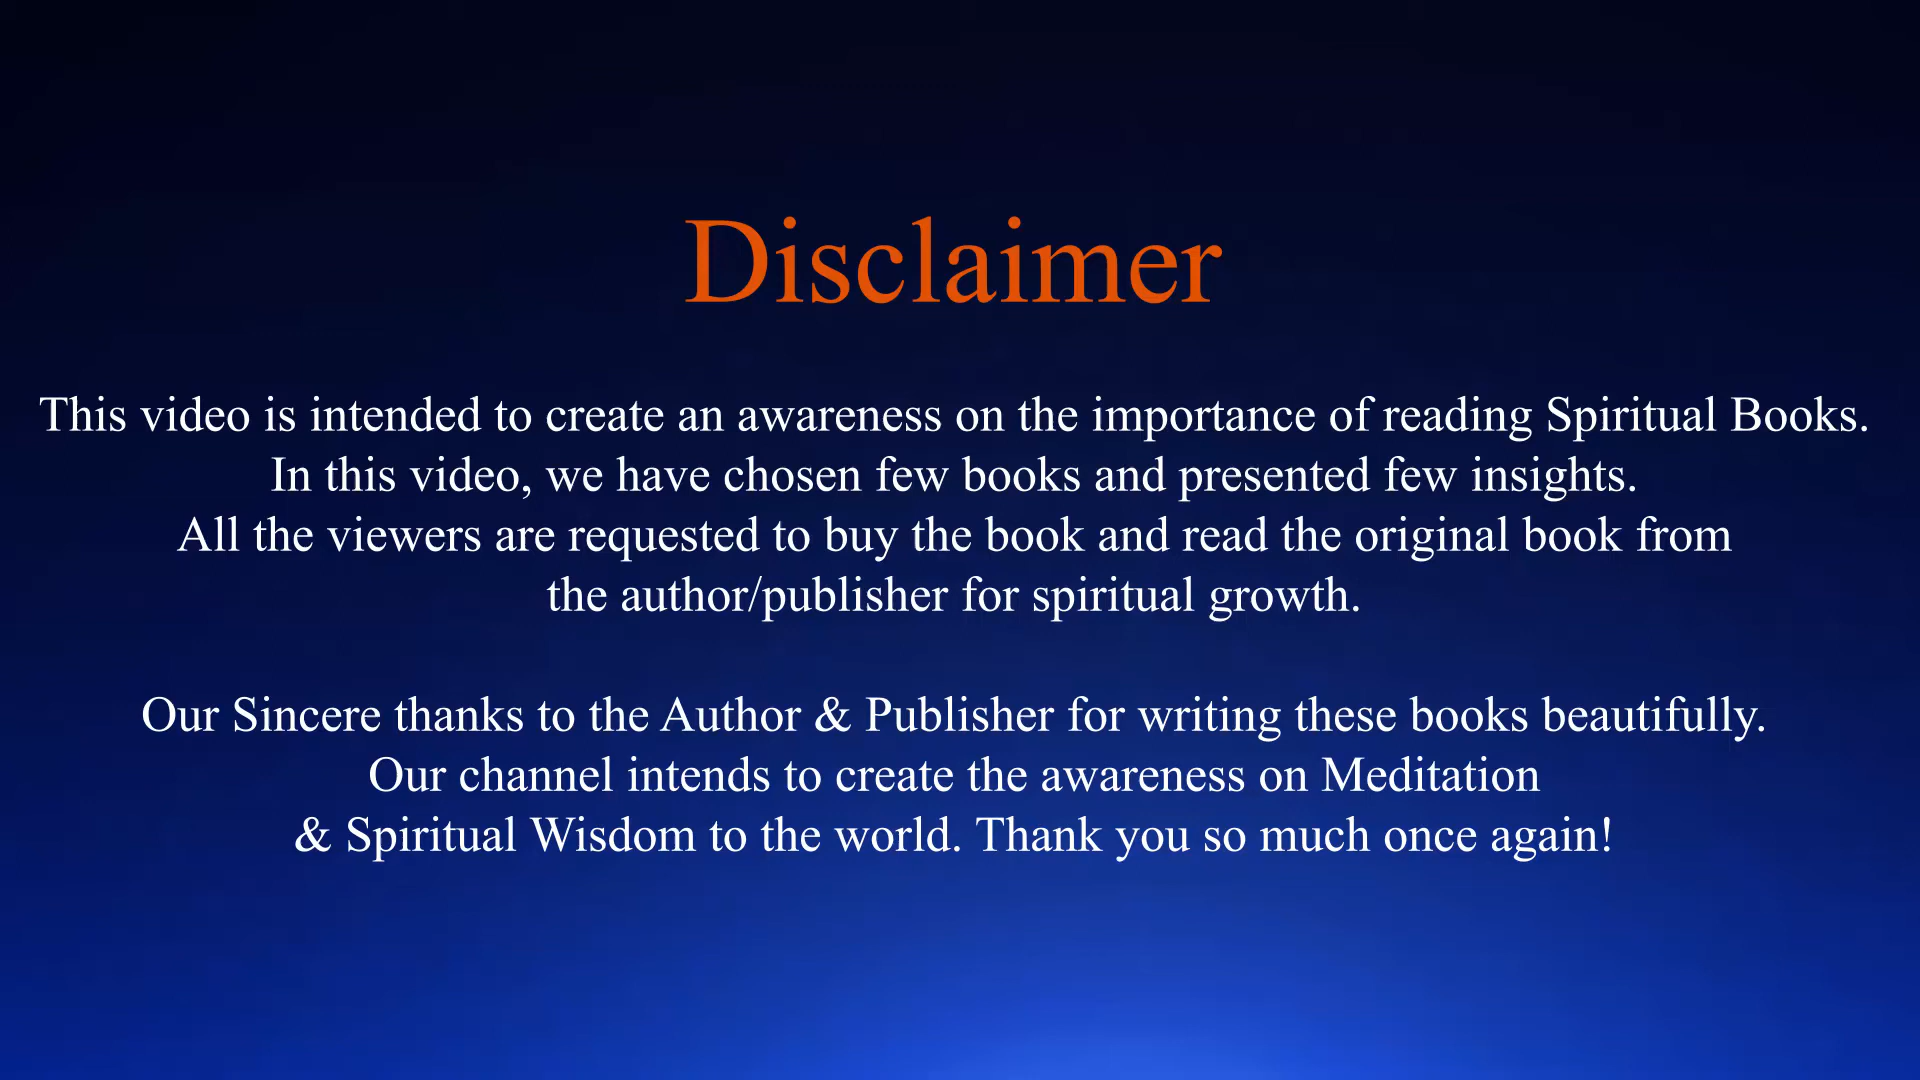 Disclaimer
This video is intended to create an awareness on the importance of reading Spiritual Books.
In this video, we have chosen few books and presented few insights.
All the viewers are requested to buy the book and read the original book from
the author/publisher for spiritual growth.
Our Sincere thanks to the Author & Publisher for writing these books beautifully.
Our channel intends to create the awareness on Meditation
& Spiritual Wisdom to the world. Thank you so much once again!